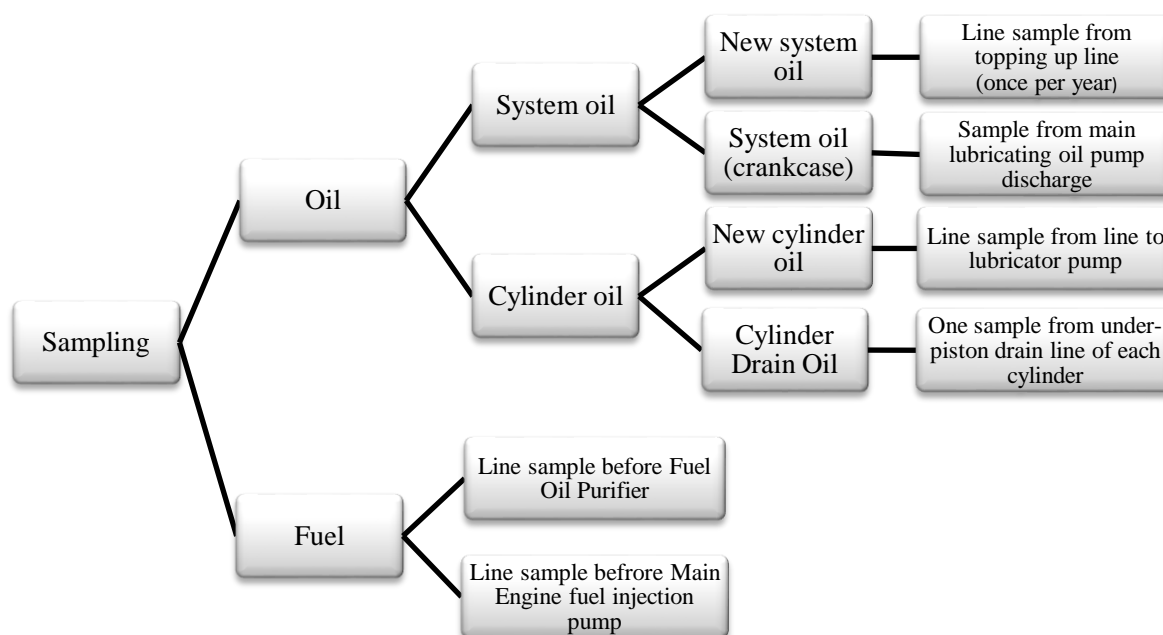 Sampling
Oil
System oil
New system
oil
Line sample from
topping up line
(once per year)
System oil
(crankcase)
Sample from main
lubricating oil pump
discharge
Cylinder oil
New cylinder
oil
Line sample from line to
lubricator pump
Cylinder
Drain Oil
One sample from under-
piston drain line of each
cylinder
Fuel
Line sample before Fuel
Oil Purifier
Line sample befrore Main
Engine fuel injection
pump